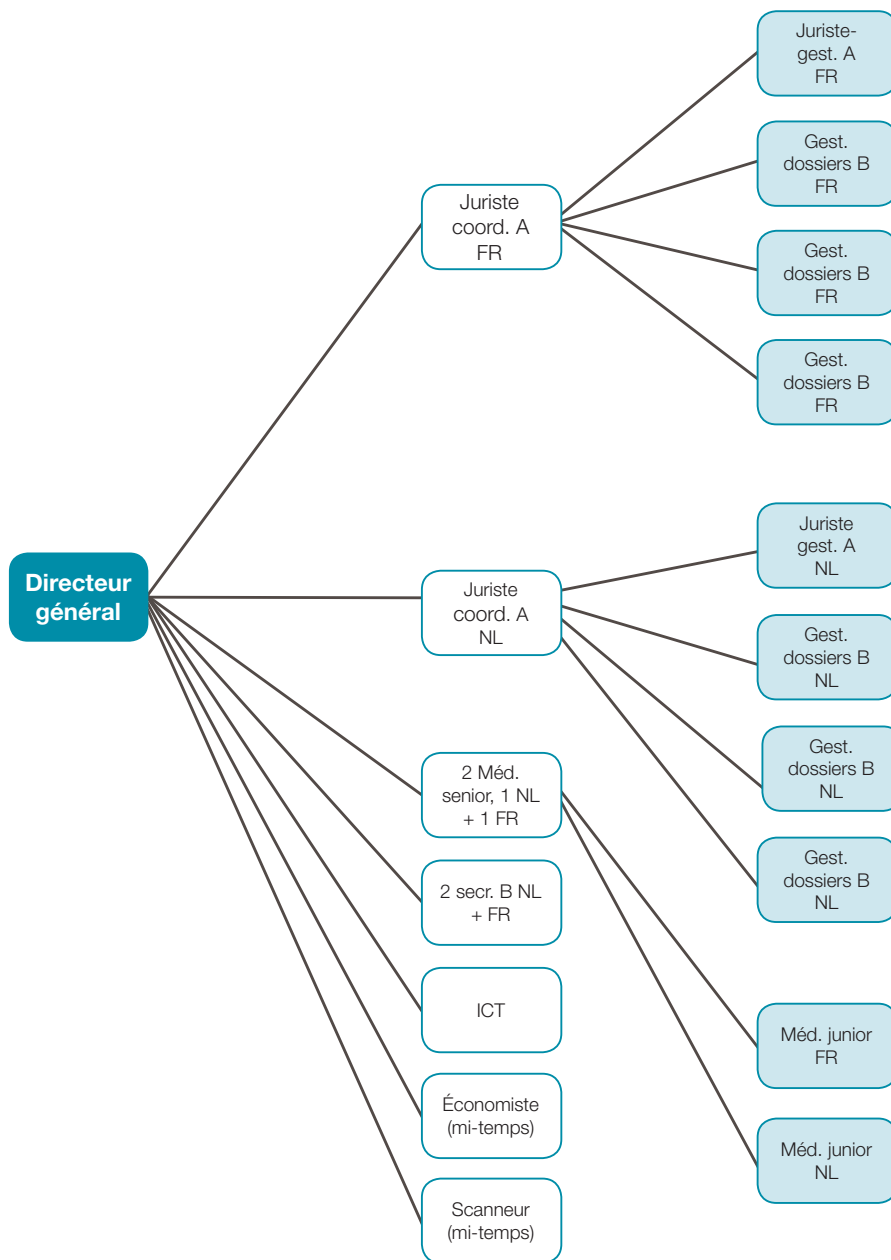 Directeur
général
Juriste
coord. A
FR
Juriste-
gest. A
FR
Gest.
dossiers B
FR
Gest.
dossiers B
FR
Gest.
dossiers B
FR
Juriste
coord. A
NL
Juriste
gest. A
NL
Gest.
dossiers B
NL
Gest.
dossiers B
NL
Gest.
dossiers B
NL
2 Méd.
senior, 1 NL
+ 1 FR
Méd. junior
FR
Méd. junior
NL
2 secr. B NL
+ FR
ICT
Économiste
(mi-temps)
Scanneur
(mi-temps)